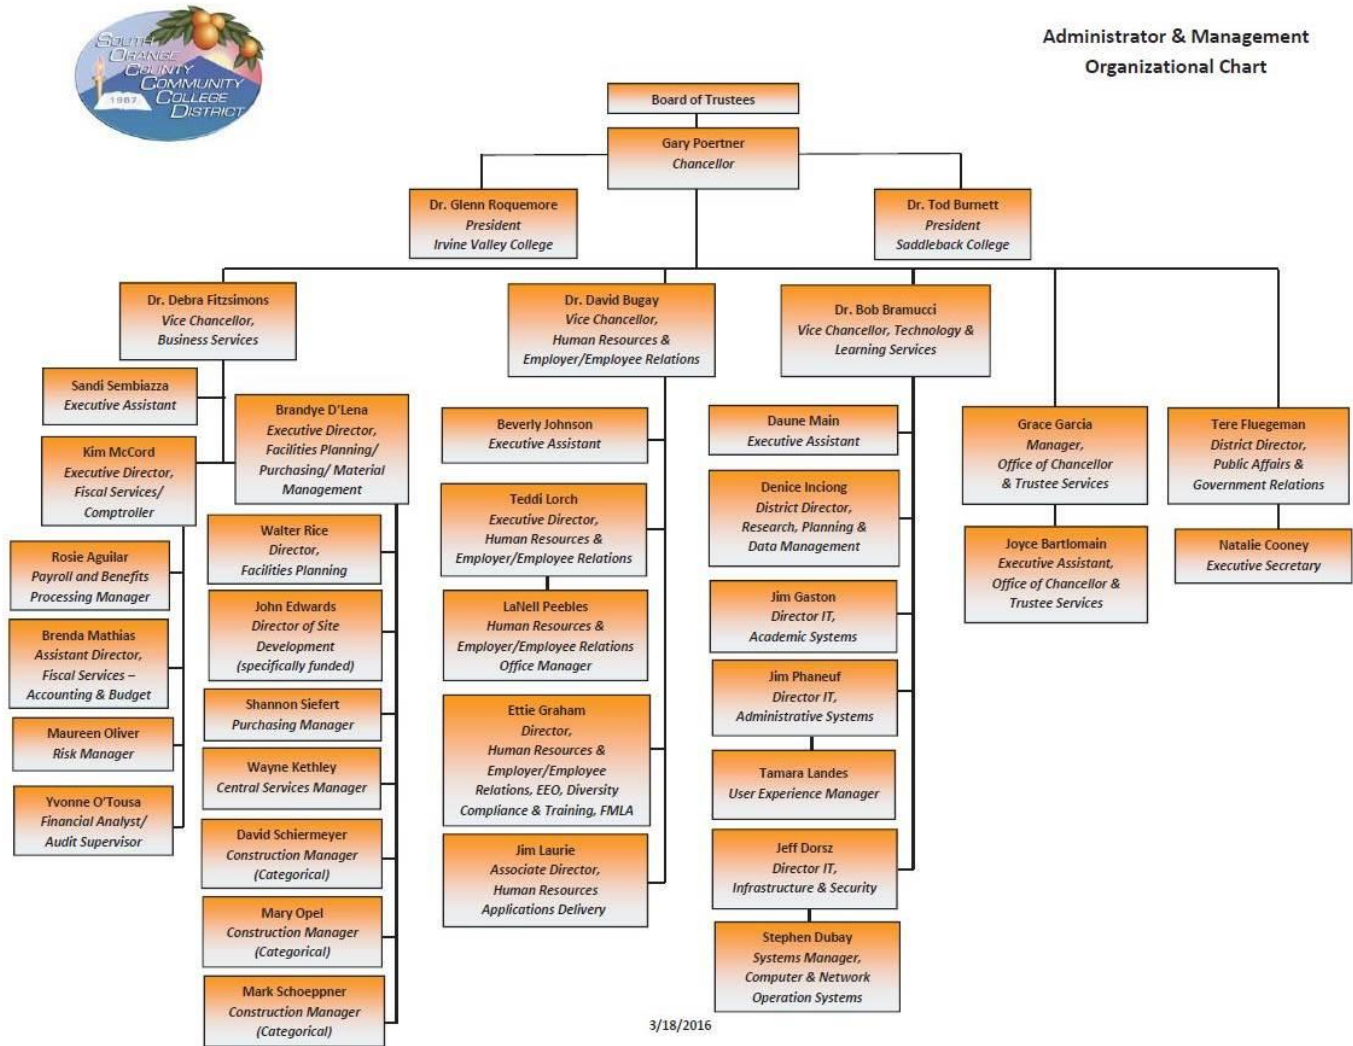 SOUTH
ORANGE
COUNTY
COMMUNITY
COLLEGE
DISTRICT
1967
Administrator & Management
Organizational Chart
Board of Trustees
Gary Poertner
Chancellor
Dr. Glenn Roquemore
President
Irvine Valley College
Dr. Tod Burnett
President
Saddleback College
Dr. Debra Fitzsimons
Vice Chancellor,
Business Services
Dr. David Bugay
Vice Chancellor,
Human Resources &
Employer/Employee Relations
Dr. Bob Bramucci
Vice Chancellor, Technology &
Learning Services
Sandi Sembiazza
Executive Assistant
Kim McCord
Executive Director,
Fiscal Services/
Comptroller
Rosie Aguilar
Payroll and Benefits
Processing Manager
Brenda Mathias
Assistant Director,
Fiscal Services –
Accounting & Budget
Maureen Oliver
Risk Manager
Yvonne O'Tousa
Financial Analyst/
Audit Supervisor
Brandye D'Lena
Executive Director,
Facilities Planning/
Purchasing/ Material
Management
Walter Rice
Director,
Facilities Planning
John Edwards
Director of Site
Development
(specifically funded)
Shannon Siefert
Purchasing Manager
Wayne Kethley
Central Services Manager
David Schiermeyer
Construction Manager
(Categorical)
Mary Opel
Construction Manager
(Categorical)
Mark Schoeppner
Construction Manager
(Categorical)
Beverly Johnson
Executive Assistant
Teddi Lorch
Executive Director,
Human Resources &
Employer/Employee Relations
LaNell Peebles
Human Resources &
Employer/Employee Relations
Office Manager
Ettie Graham
Director,
Human Resources &
Employer/Employee
Relations, EEO, Diversity
Compliance & Training, FMLA
Jim Laurie
Associate Director,
Human Resources
Applications Delivery
Daune Main
Executive Assistant
Denice Inciong
District Director,
Research, Planning &
Data Management
Jim Gaston
Director IT,
Academic Systems
Jim Phaneuf
Director IT,
Administrative Systems
Tamara Landes
User Experience Manager
Jeff Dorsz
Director IT,
Infrastructure & Security
Stephen Dubay
Systems Manager,
Computer & Network
Operation Systems
Grace Garcia
Manager,
Office of Chancellor
& Trustee Services
Joyce Bartlomain
Executive Assistant,
Office of Chancellor &
Trustee Services
Tere Fluegeman
District Director,
Public Affairs &
Government Relations
Natalie Cooney
Executive Secretary
3/18/2016